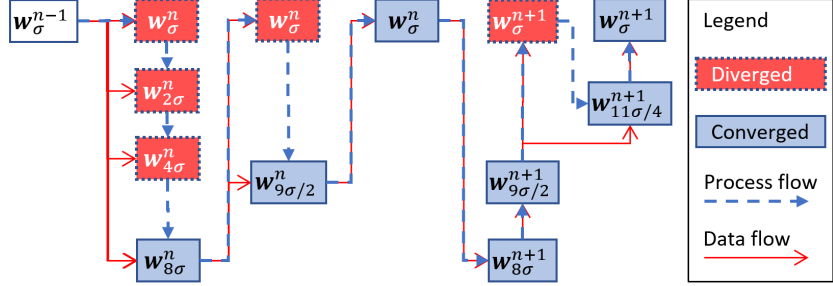 w_σ^{n−1}
w_σ^n
w_{2σ}^n
w_{4σ}^n
w_{8σ}^n
w_σ^n
w_{9σ/2}^n
w_σ^n
w_{8σ}^{n+1}
w_{9σ/2}^{n+1}
w_σ^{n+1}
w_{11σ/4}^{n+1}
w_σ^{n+1}
Legend
Diverged
Converged
Process flow
Data flow